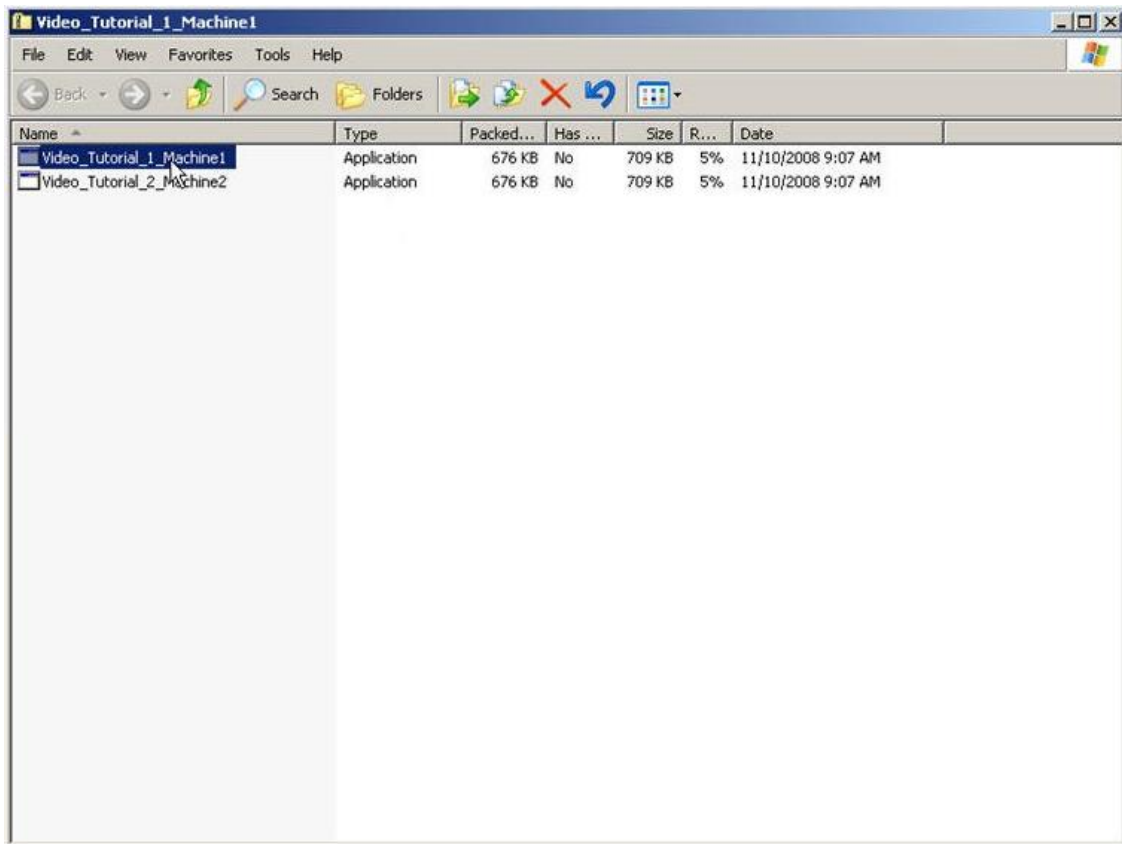 Video_Tutorial_1_Machine1
File Edit View Favorites Tools Help
Back Search Folders
Name Type Packed... Has ... Size R... Date
Video_Tutorial_1_Machine1 Application 676 KB No 709 KB 5% 11/10/2008 9:07 AM
Video_Tutorial_2_Machine2 Application 676 KB No 709 KB 5% 11/10/2008 9:07 AM